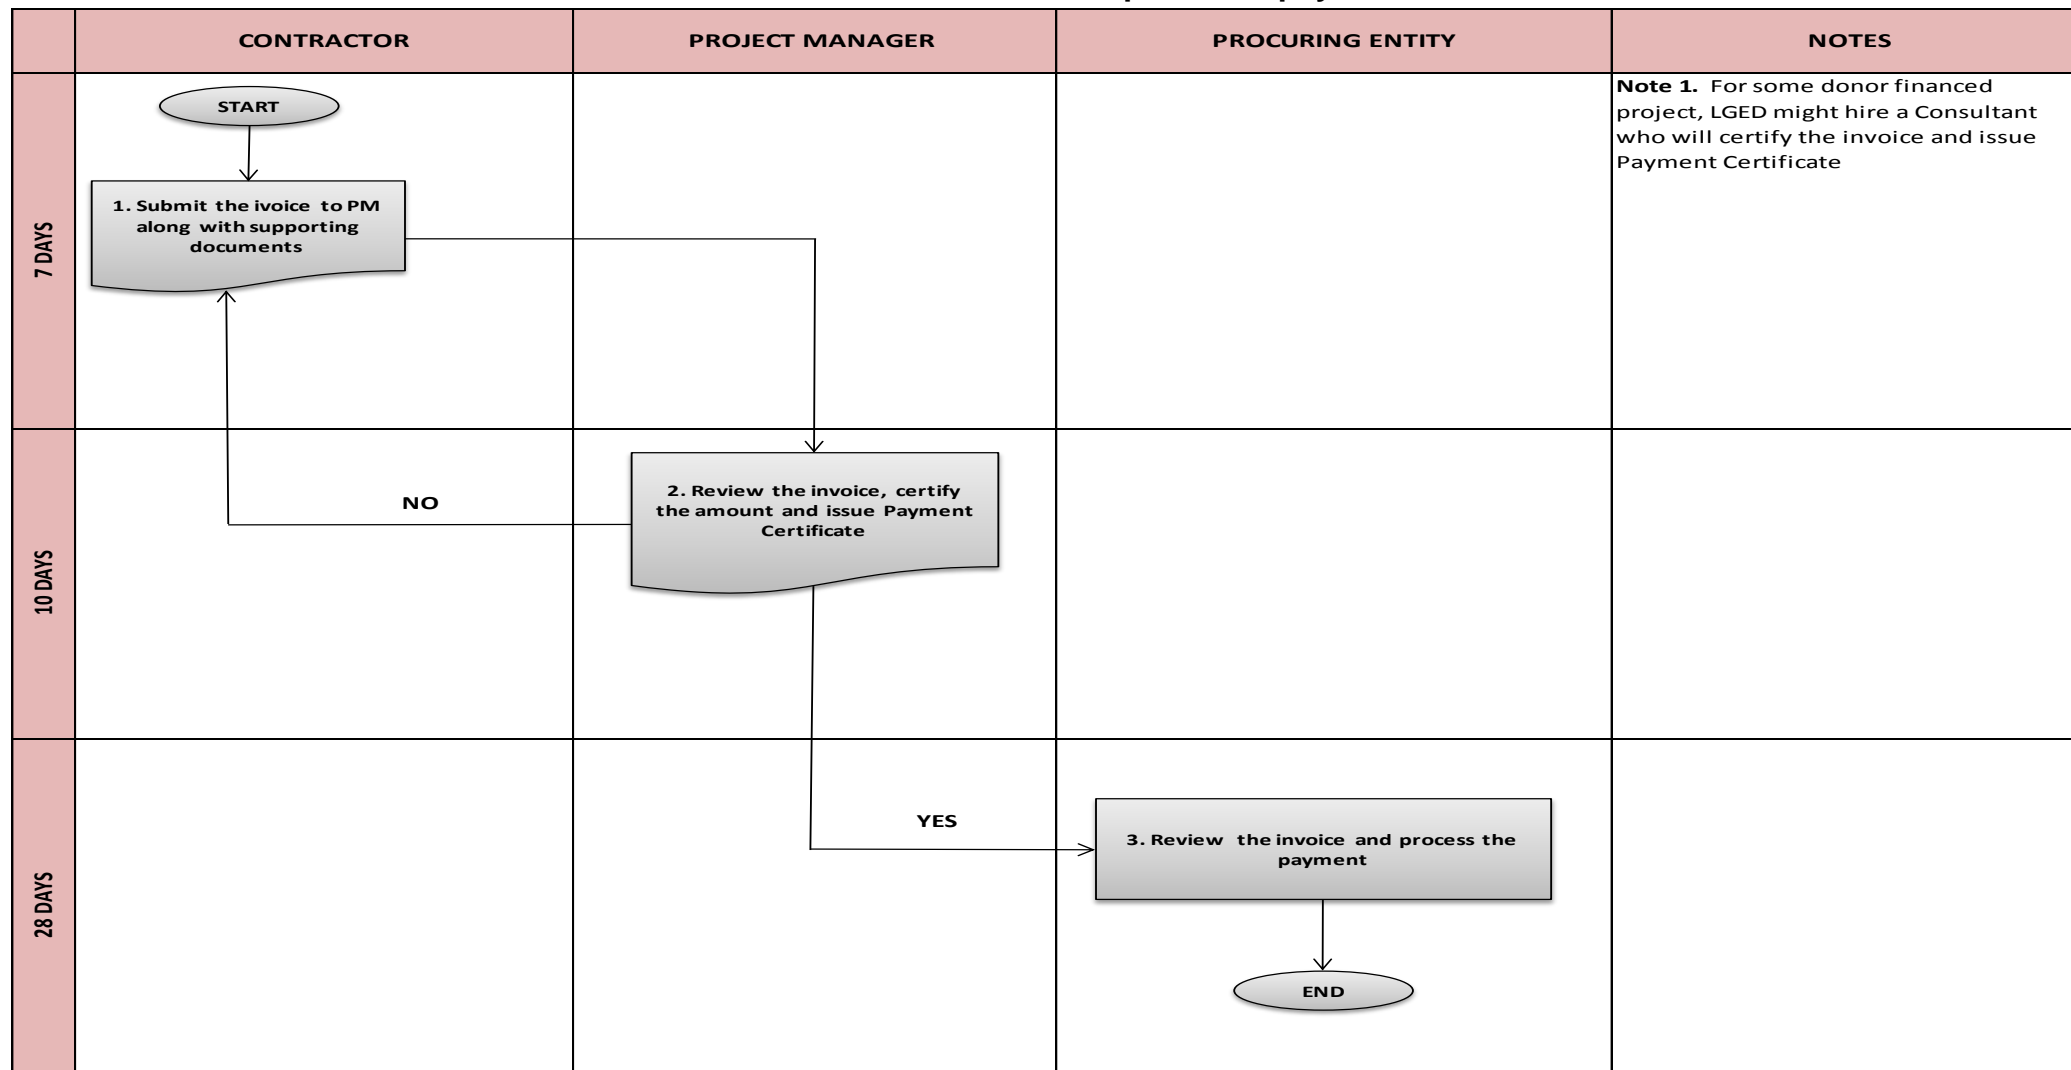 CONTRACTOR PROJECT MANAGER PROCURING ENTITY NOTES
7 DAYS
START
1. Submit the ivoice to PM
along with supporting
documents
Note 1. For some donor financed
project, LGED might hire a Consultant
who will certify the invoice and issue
Payment Certificate
10 DAYS
NO
2. Review the invoice, certify
the amount and issue Payment
Certificate
28 DAYS
YES
3. Review the invoice and process the
payment
END